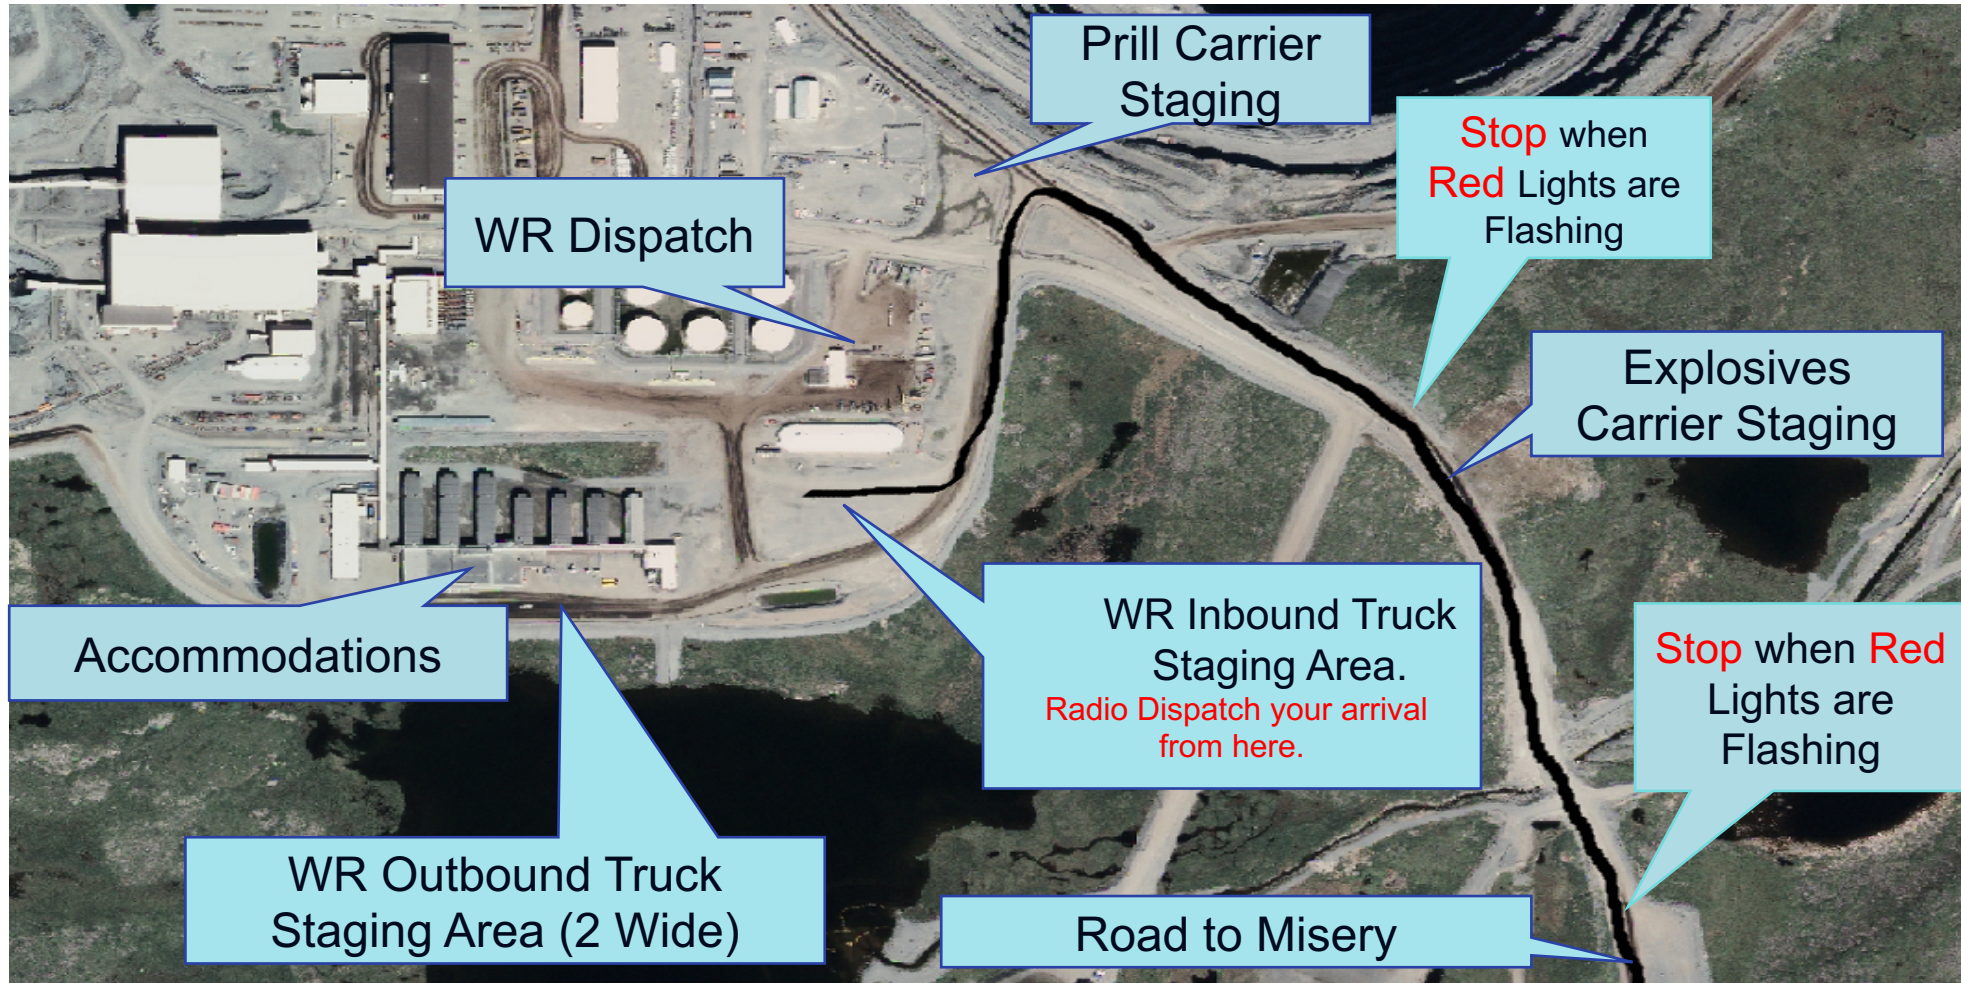 Prill Carrier
Staging
Stop when
Red Lights are
Flashing
WR Dispatch
Explosives
Carrier Staging
WR Inbound Truck
Staging Area.
Radio Dispatch your arrival
from here.
Accommodations
Stop when Red
Lights are
Flashing
WR Outbound Truck
Staging Area (2 Wide)
Road to Misery